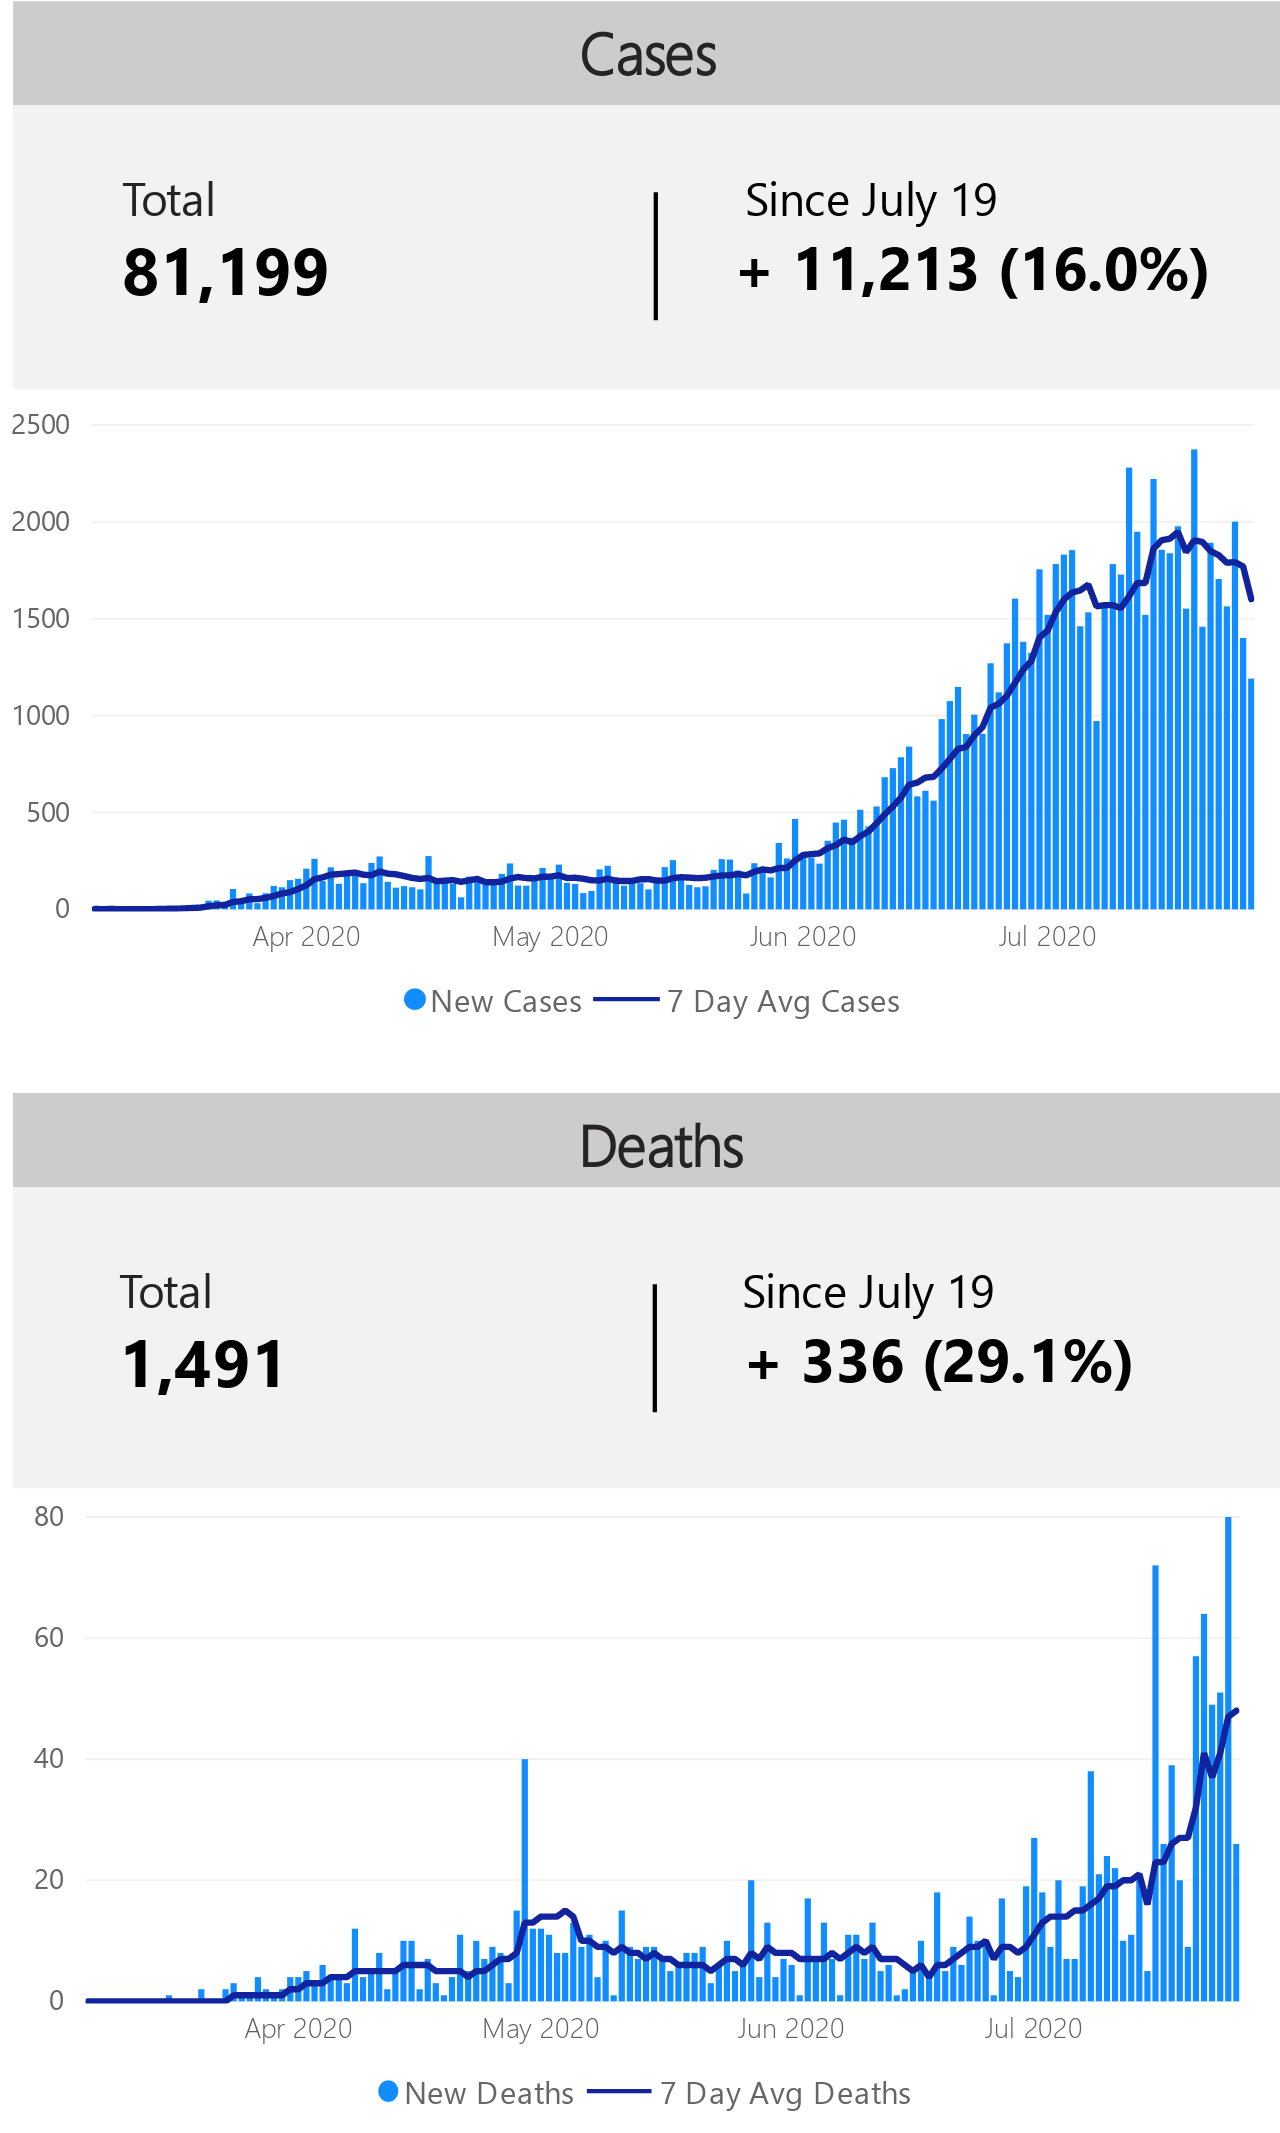 Cases
Total
Since July 19
81,199
+ 11,213 (16.0%)
2500
2000
1500
1000
500
0
Apr 2020
May 2020
Jun 2020
Jul 2020
New Cases
7 Day Avg Cases
Deaths
Total
Since July 19
1,491
+ 336 (29.1%)
80
60
40
20
0
Apr 2020
May 2020
Jun 2020
Jul 2020
New Deaths
7 Day Avg Deaths